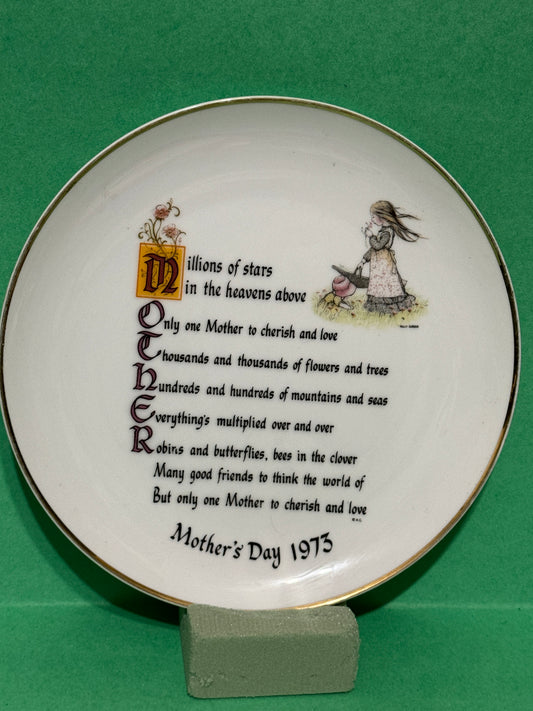 Millions of stars
in the heavens above
Only one Mother to cherish and love
Thousands and thousands of flowers and trees
Hundreds and hundreds of mountains and seas
Everything's multiplied over and over
Robins and butterflies, bees in the clover
Many good friends to think the world of
But only one Mother to cherish and love
Mother's Day 1973